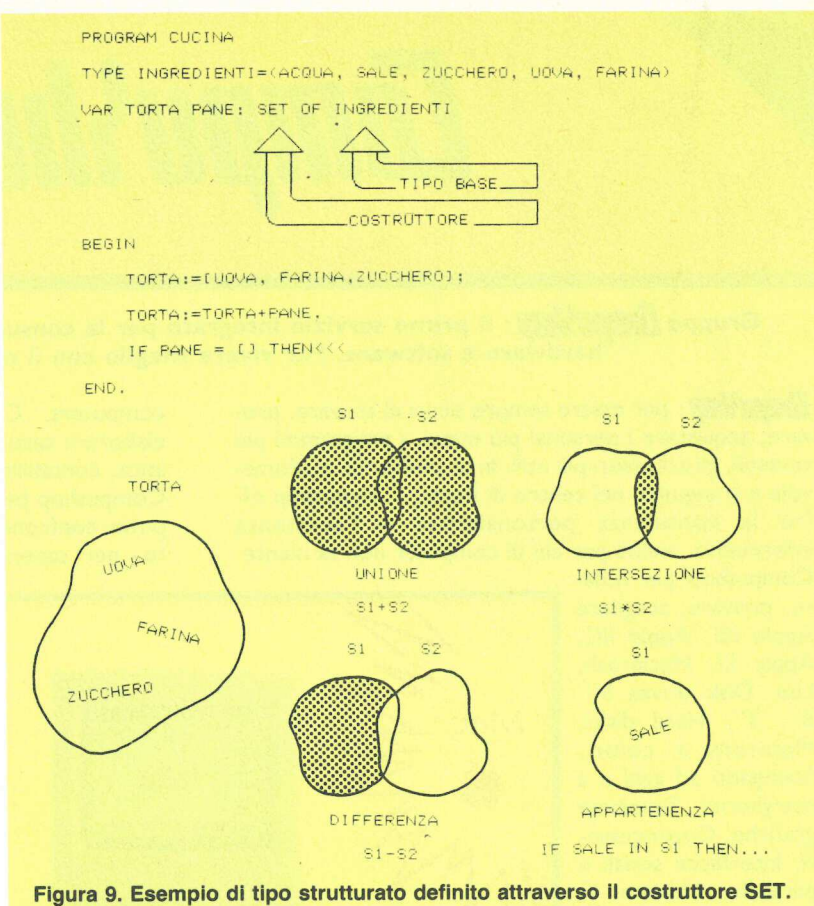 PROGRAM CUCINA
TYPE INGREDIENTI=(ACQUA, SALE, ZUCCHERO, UOVA, FARINA)
VAR TORTA PANE: SET OF INGREDIENTI
TIPO BASE
COSTRUTTORE
BEGIN
TORTA:=[UOVA, FARINA,ZUCCHERO];
TORTA:=TORTA+PANE.
IF PANE = [] THEN<<<
END.
TORTA
UOVA
FARINA
ZUCCHERO
S1 S2
UNIONE
S1+S2
S1 S2
INTERSEZIONE
S1*S2
S1 S2
DIFFERENZA
S1-S2
S1
SALE
APPARTENENZA
IF SALE IN S1 THEN...
Figura 9. Esempio di tipo strutturato definito attraverso il costruttore SET.